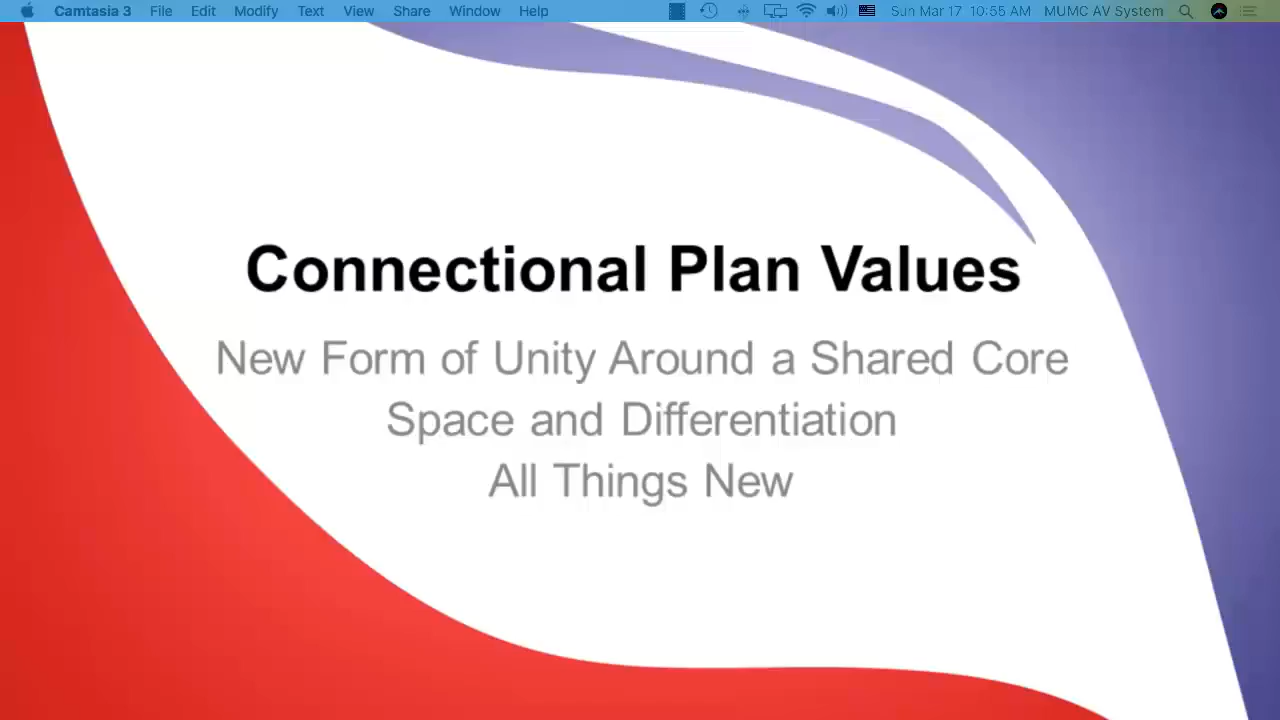 Camtasia 3 File Edit Modify Text View Share Window Help Sun Mar 17 10:55 AM MUMC AV System
Connectional Plan Values
New Form of Unity Around a Shared Core
Space and Differentiation
All Things New